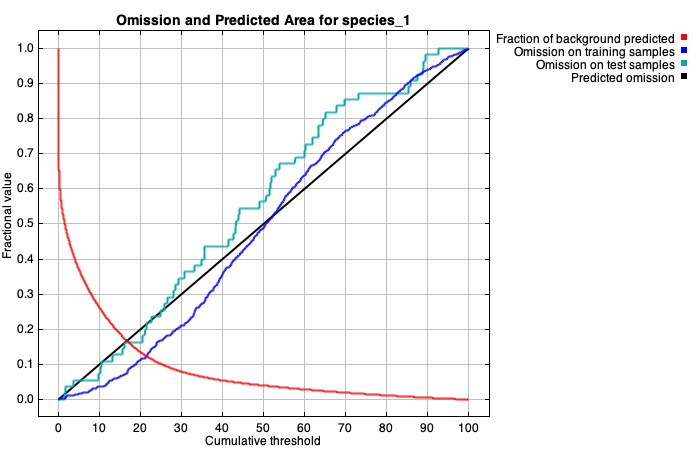 Omission and Predicted Area for species_1
Fraction of background predicted
Omission on training samples
Omission on test samples
Predicted omission
Fractional value
1.0
0.9
0.8
0.7
0.6
0.5
0.4
0.3
0.2
0.1
0.0
0 10 20 30 40 50 60 70 80 90 100
Cumulative threshold